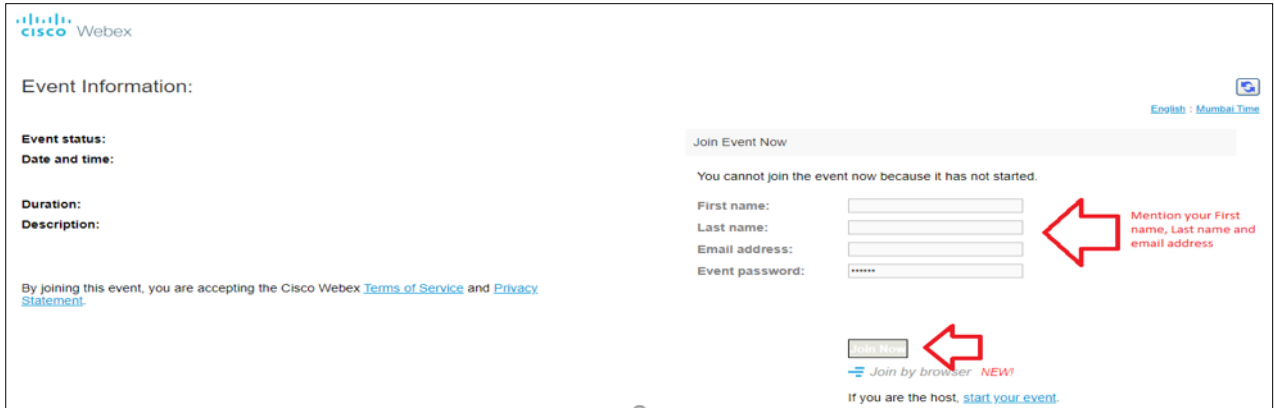 CISCO Webex
Event Information:
English : Mumbai Time
Event status:
Date and time:
Duration:
Description:
By joining this event, you are accepting the Cisco Webex Terms of Service and Privacy
Statement.
Join Event Now
You cannot join the event now because it has not started.
First name:
Last name:
Email address:
Event password: ••••••
Mention your First
name, Last name and
email address
Join Now
Join by browser NEW!
If you are the host, start your event.